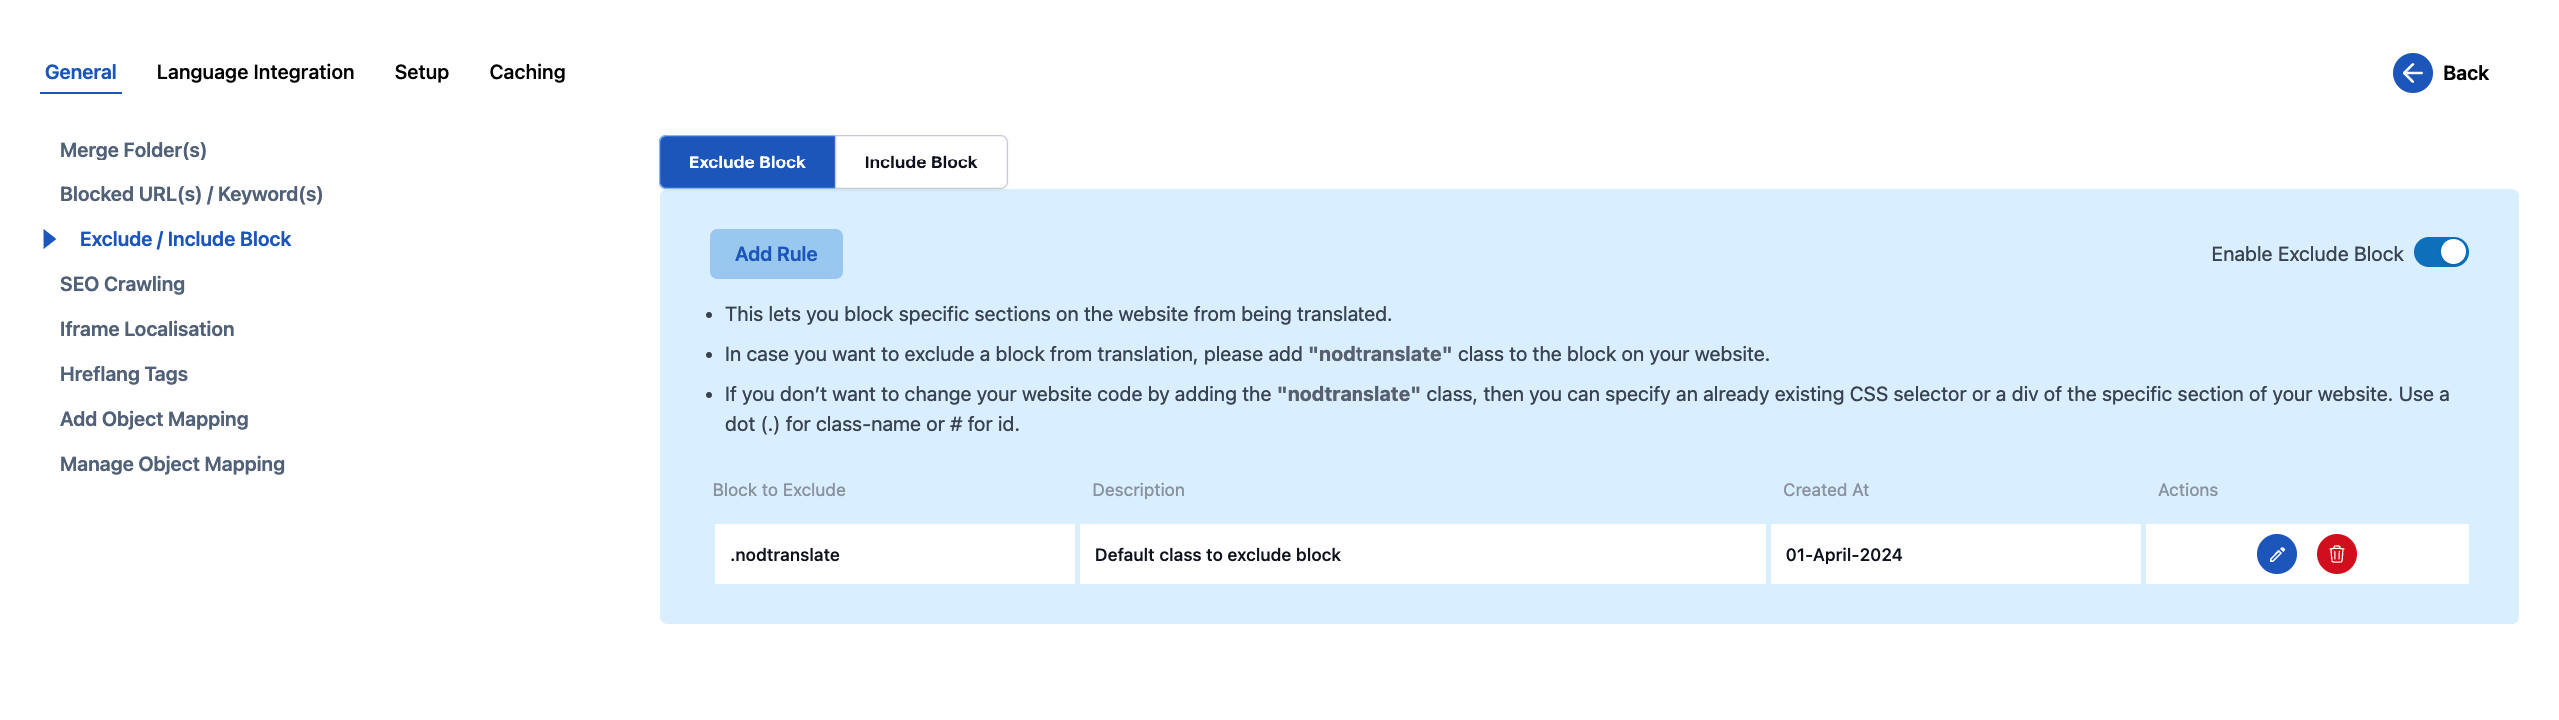 General
Language Integration
Setup
Caching
Back
Merge Folder(s)
Blocked URL(s) / Keyword(s)
Exclude / Include Block
SEO Crawling
Iframe Localisation
Hreflang Tags
Add Object Mapping
Manage Object Mapping
Exclude Block
Include Block
Add Rule
Enable Exclude Block
• This lets you block specific sections on the website from being translated.
• In case you want to exclude a block from translation, please add "nodtranslate" class to the block on your website.
• If you don’t want to change your website code by adding the "nodtranslate" class, then you can specify an already existing CSS selector or a div of the specific section of your website. Use a
dot (.) for class-name or # for id.
Block to Exclude
Description
Created At
Actions
.nodtranslate
Default class to exclude block
01-April-2024